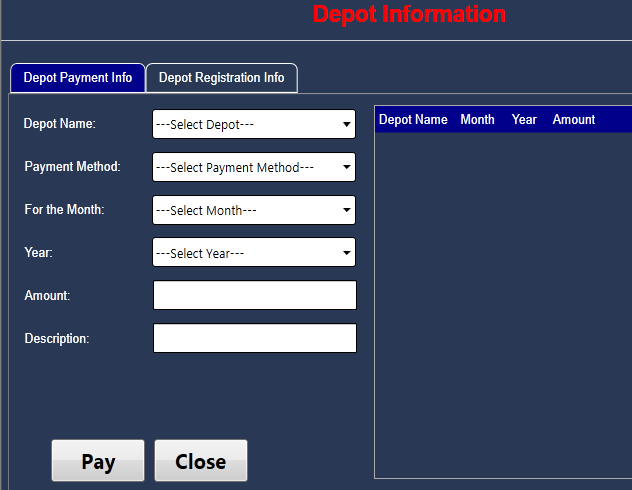 Depot Information
Depot Payment Info
Depot Registration Info
Depot Name:
---Select Depot---
Payment Method:
---Select Payment Method---
For the Month:
---Select Month---
Year:
---Select Year---
Amount:
Description:
Pay
Close
Depot Name Month Year Amount